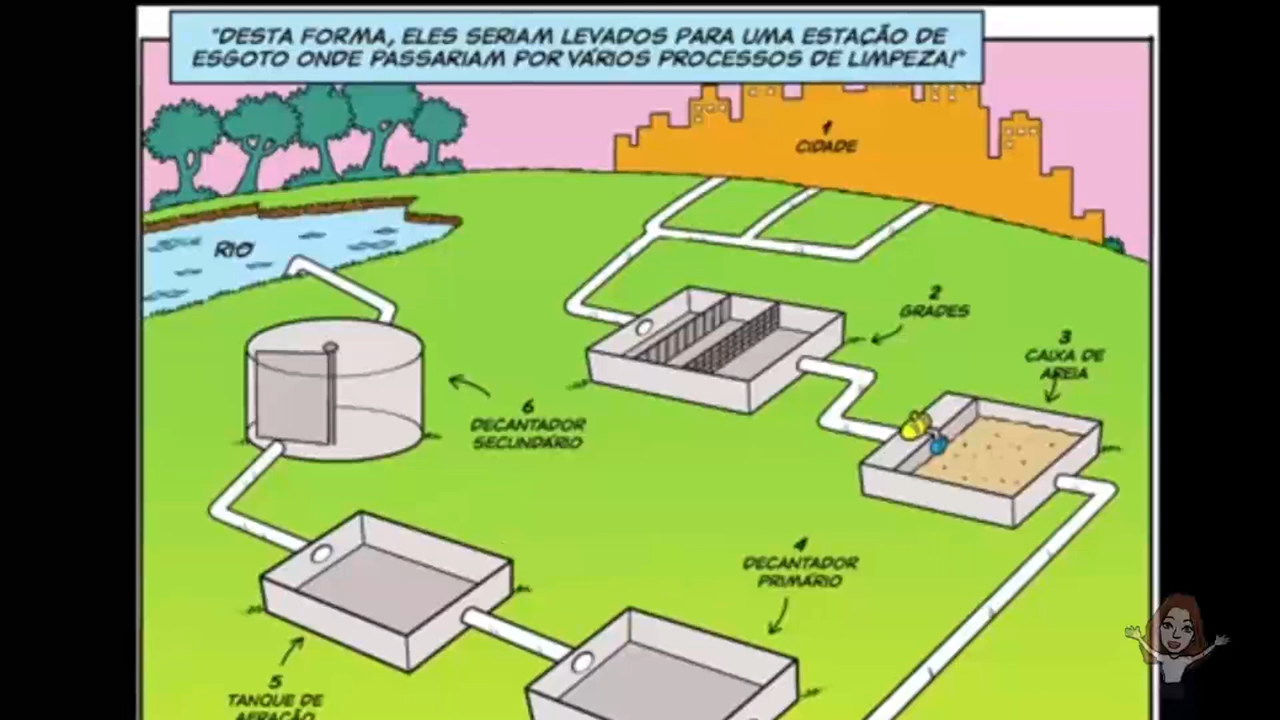 "DESTA FORMA, ELES SERIAM LEVADOS PARA UMA ESTAÇÃO DE
ESGOTO ONDE PASSARIAM POR VÁRIOS PROCESSOS DE LIMPEZA!"
1
CIDADE
RIO
2
GRADES
3
CAIXA DE
AREIA
6
DECANTADOR
SECUNDÁRIO
4
DECANTADOR
PRIMÁRIO
5
TANQUE DE
AERAÇÃO